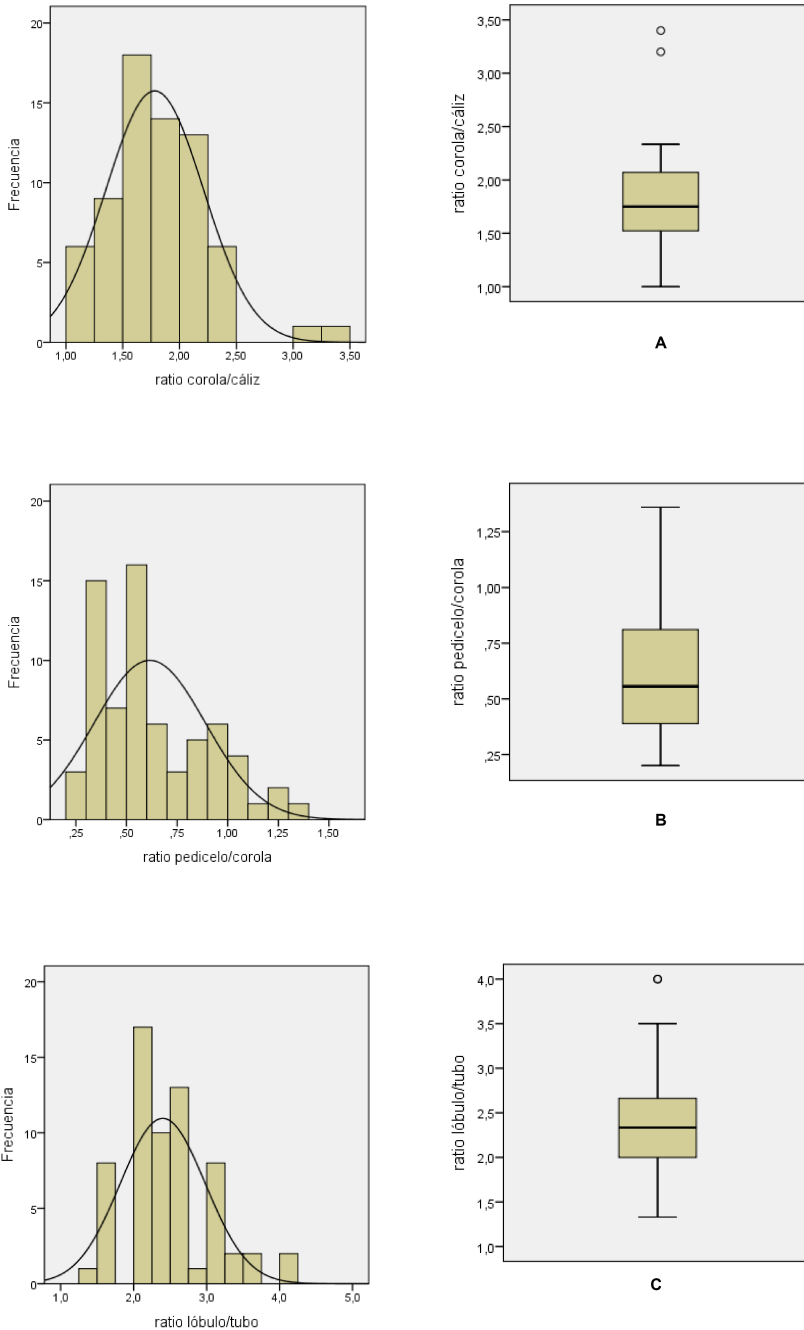 20
15
10
5
0
Frecuencia
1,00 1,50 2,00 2,50 3,00 3,50
ratio corola/cáliz
3,50
3,00
2,50
2,00
1,50
1,00
ratio corola/cáliz
A
20
15
10
5
0
Frecuencia
,25 ,50 ,75 1,00 1,25 1,50
ratio pedicelo/corola
1,25
1,00
,75
,50
,25
ratio pedicelo/corola
B
20
15
10
5
0
Frecuencia
1,0 2,0 3,0 4,0 5,0
ratio lóbulo/tubo
4,0
3,5
3,0
2,5
2,0
1,5
1,0
ratio lóbulo/tubo
C